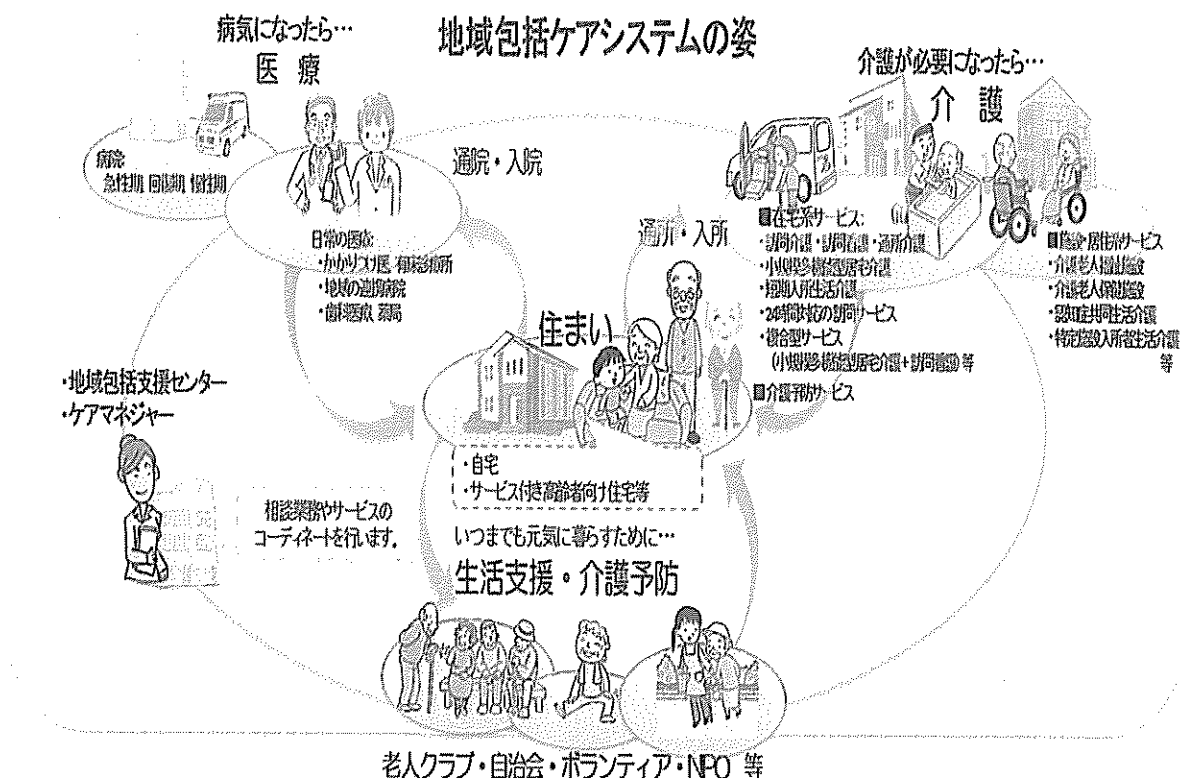 地域包括ケアシステムの姿
病気になったら…
医 療
介護が必要になったら…
介 護
病院:
急性期、回復期、慢性期
通院・入院
日常の医療:
・かかりつけ医、有床診療所
・地域の連携病院
・歯科医療、薬局
通所・入所
■在宅系サービス:
・訪問介護・訪問看護・通所介護
・小規模多機能型居宅介護
・短期入所生活介護
・24時間対応の訪問サービス
・複合型サービス
(小規模多機能型居宅介護+訪問看護)等
■介護予防サービス
■施設・居住系サービス
・介護老人福祉施設
・介護老人保健施設
・認知症共同生活介護
・特定施設入所者生活介護
等
住まい
・自宅
・サービス付き高齢者向け住宅等
・地域包括支援センター
・ケアマネジャー
相談業務やサービスの
コーディネートを行います。
いつまでも元気に暮らすために…
生活支援・介護予防
老人クラブ・自治会・ボランティア・NPO 等